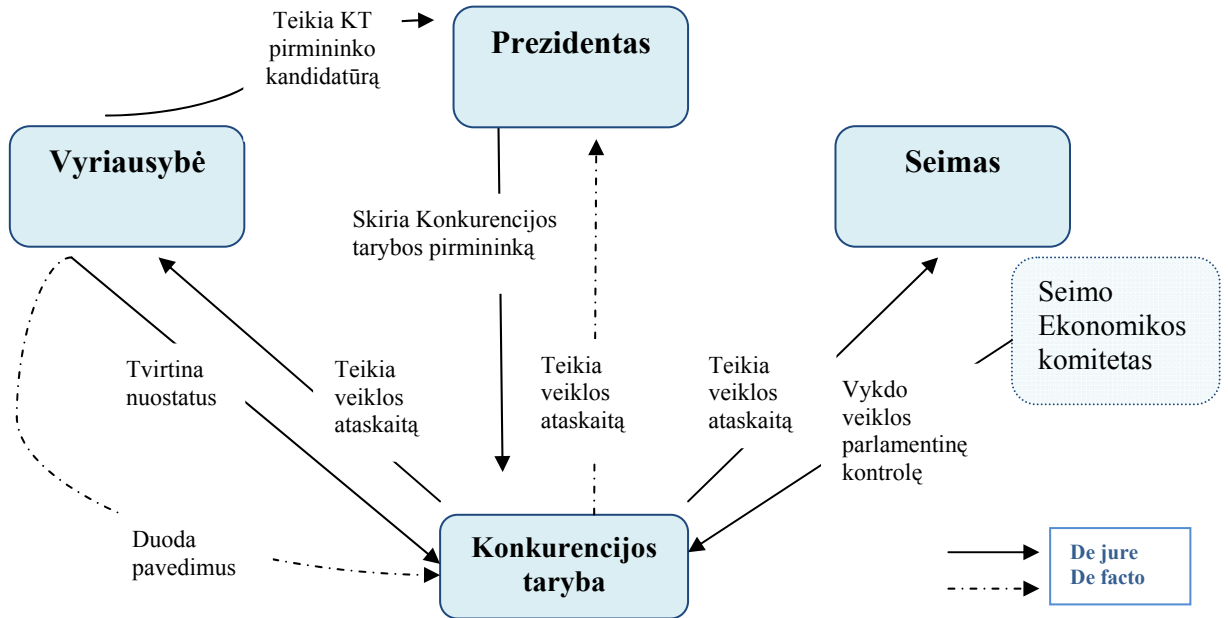 Teikia KT
pirmininko
kandidatūrą
Prezidentas
Vyriausybė
Seimas
Skiria Konkurencijos
tarybos pirmininką
Seimo
Ekonomikos
komitetas
Tvirtina
nuostatus
Teikia
veiklos
ataskaitą
Teikia
veiklos
ataskaitą
Teikia
veiklos
ataskaitą
Vykdo
veiklos
parlamentinę
kontrolę
Duoda
pavedimus
Konkurencijos
taryba
De jure
De facto